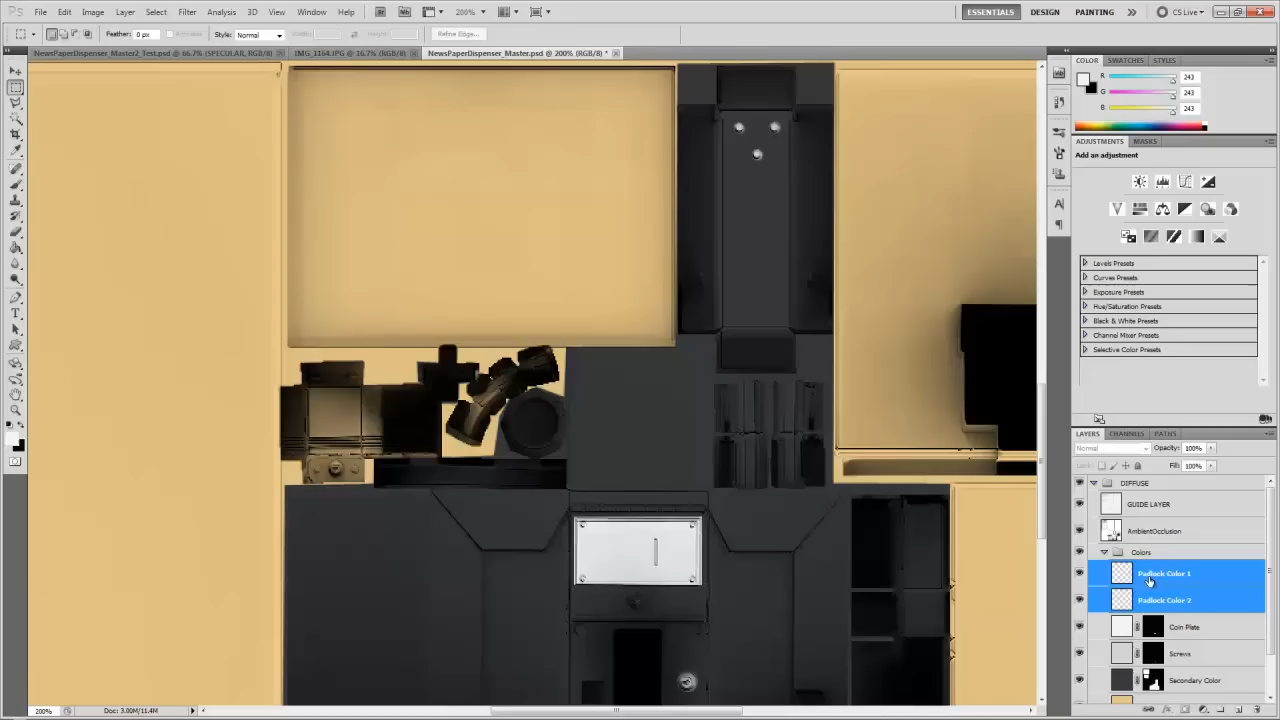 Ps File Edit Image Layer Select Filter Analysis 3D View Window Help 200% ESSENTIALS DESIGN PAINTING CS Live
Feather: 0 px Style: Normal Refine Edge...
NewsPaperDispenser_Master2_Test.psd @ 66.7% (SPECULAR, RGB/8) IMG_1164.JPG @ 16.7% (RGB/8) NewsPaperDispenser_Master.psd @ 200% (RGB/8) *
COLOR SWATCHES STYLES
R 243
G 243
B 243
ADJUSTMENTS MASKS
Add an adjustment
Levels Presets
Curves Presets
Exposure Presets
Hue/Saturation Presets
Black & White Presets
Channel Mixer Presets
Selective Color Presets
LAYERS CHANNELS PATHS
Normal Opacity: 100%
Fill: 100%
DIFFUSE
GUIDE LAYER
AmbientOcclusion
Colors
Padlock Color 1
Padlock Color 2
Coin Plate
Screws
Secondary Color
200% Doc: 3.00M/11.4M